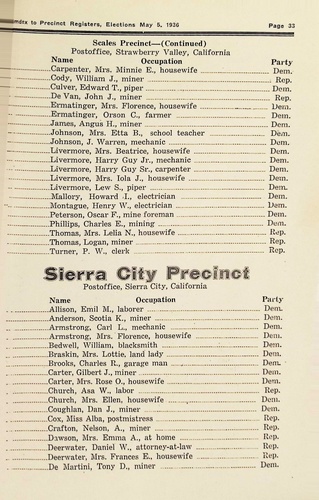 ndex to Precinct Registers, Elections May 5, 1936 Page 33
Scales Precinct—(Continued)
Postoffice, Strawberry Valley, California
Name Occupation Party
Carpenter, Mrs. Minnie E., housewife Dem.
Cody, William J., miner Rep.
Culver, Edward T., piper Dem.
De Van, John J., miner Rep.
Ermatinger, Mrs. Florence, housewife Dem.
Ermatinger, Orson C., farmer Dem.
James, Angus H., miner Dem.
Johnson, Mrs. Etta B., school teacher Dem.
Johnson, J. Warren, mechanic Dem.
Livermore, Mrs. Beatrice, housewife Dem.
Livermore, Harry Guy Jr., mechanic Dem.
Livermore, Harry Guy Sr., carpenter Dem.
Livermore, Mrs. Iola J., housewife Dem.
Livermore, Lew S., piper Dem.
Mallory, Howard I., electrician Dem.
Montague, Henry W., electrician Dem.
Peterson, Oscar F., mine foreman Dem.
Phillips, Charles E., mining Dem.
Thomas, Mrs. Lelia N., housewife Rep.
Thomas, Logan, miner Rep.
Turner, P. W., clerk Rep.
Sierra City Precinct
Postoffice, Sierra City, California
Name Occupation Party
Allison, Emil M., laborer Dem.
Anderson, Scotia K., miner Dem.
Armstrong, Carl L., mechanic Dem.
Armstrong, Mrs. Florence, housewife Dem.
Bedwell, William, blacksmith Dem.
Braskin, Mrs. Lottie, land lady Dem.
Brooks, Charles R., garage man Dem.
Carter, Gilbert J., miner Dem.
Carter, Mrs. Rose O., housewife Dem.
Church, Asa W., labor Rep.
Church, Mrs. Ellen, housewife Dem.
Coughlan, Dan J., miner Dem.
Cox, Miss Alba, postmistress Rep.
Crafton, Nelson, A., miner Rep.
Dawson, Mrs. Emma A., at home Rep.
Deerwater, Daniel W., attorney-at-law Rep.
Deerwater, Mrs. Frances E., housewife Rep.
De Martini, Tony D., miner Dem.